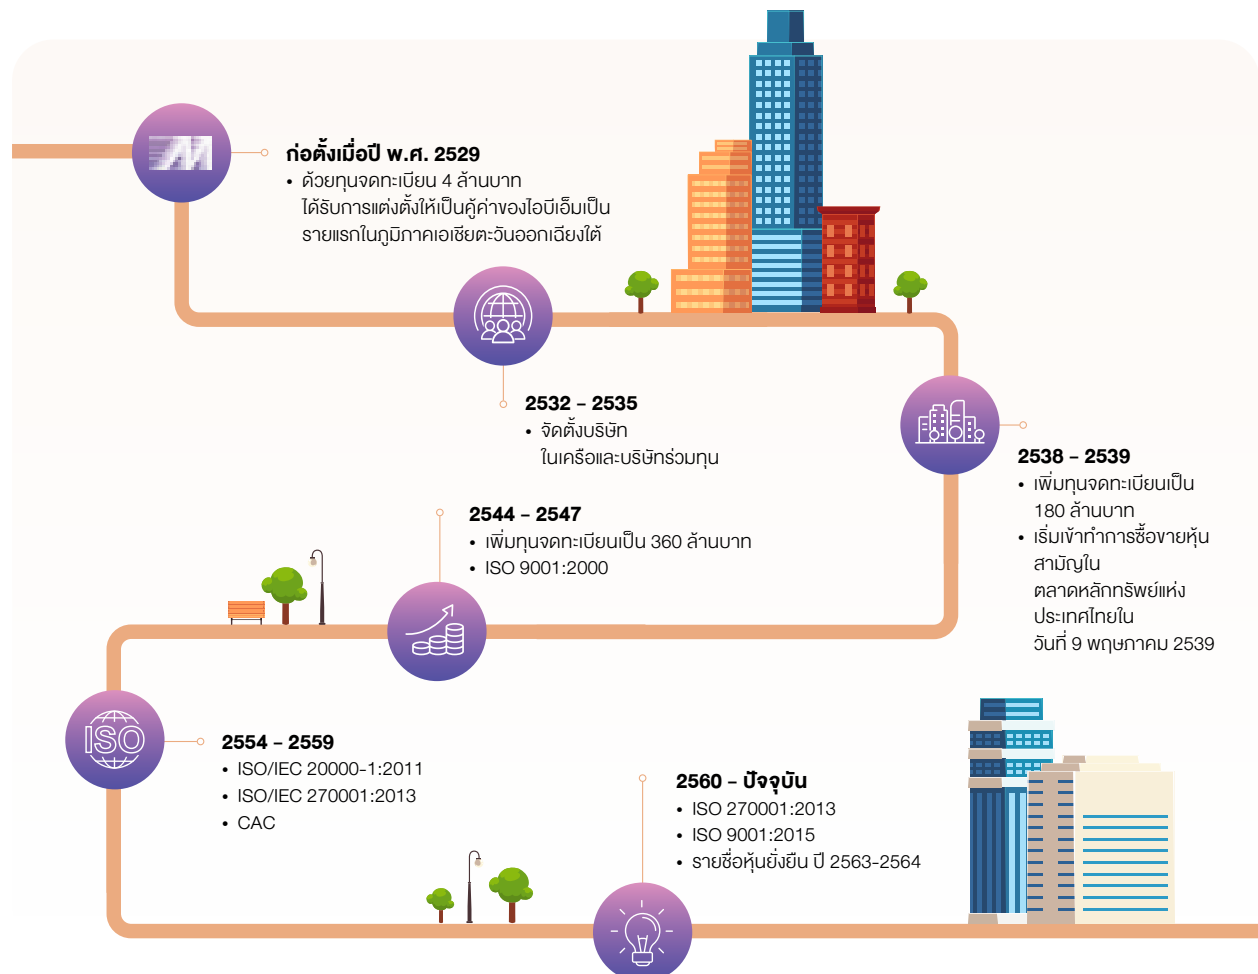 ก่อตั้งเมื่อปี พ.ศ. 2529
• ด้วยทุนจดทะเบียน 4 ล้านบาท
ได้รับการแต่งตั้งให้เป็นคู่ค้าของไอบีเอ็มเป็น
รายแรกในภูมิภาคเอเชียตะวันออกเฉียงใต้
2532 – 2535
• จัดตั้งบริษัท
ในเครือและบริษัทร่วมทุน
2538 – 2539
• เพิ่มทุนจดทะเบียนเป็น
180 ล้านบาท
• เริ่มเข้าทำการซื้อขายหุ้น
สามัญใน
ตลาดหลักทรัพย์แห่ง
ประเทศไทยใน
วันที่ 9 พฤษภาคม 2539
2544 – 2547
• เพิ่มทุนจดทะเบียนเป็น 360 ล้านบาท
• ISO 9001:2000
ISO
2554 – 2559
• ISO/IEC 20000-1:2011
• ISO/IEC 270001:2013
• CAC
2560 – ปัจจุบัน
• ISO 270001:2013
• ISO 9001:2015
• รายชื่อหุ้นยั่งยืน ปี 2563-2564